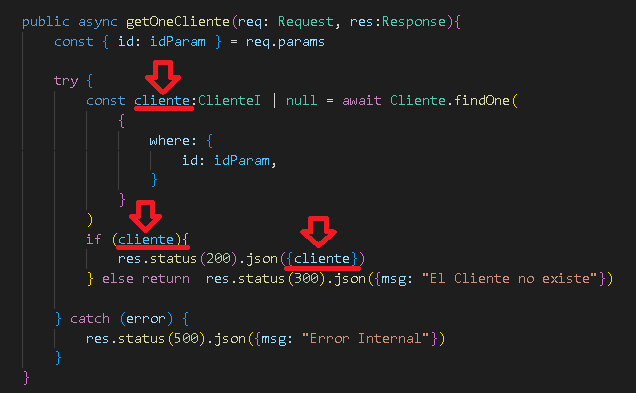 public async getOneCliente(req: Request, res:Response){
const { id: idParam } = req.params
try {
const cliente:ClienteI | null = await Cliente.findOne(
{
where: {
id: idParam,
}
}
)
if (cliente){
res.status(200).json({cliente})
} else return  res.status(300).json({msg: "El Cliente no existe"})
} catch (error) {
res.status(500).json({msg: "Error Internal"})
}
}